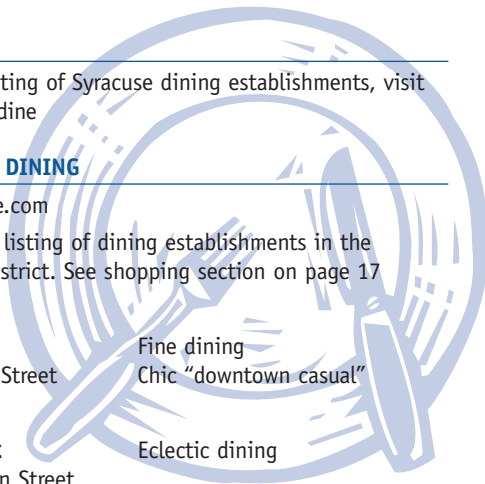 ting of Syracuse dining establishments, visit
dine
DINING
e.com
listing of dining establishments in the
strict. See shopping section on page 17
Fine dining
Street Chic “downtown casual”
: Eclectic dining
n Street